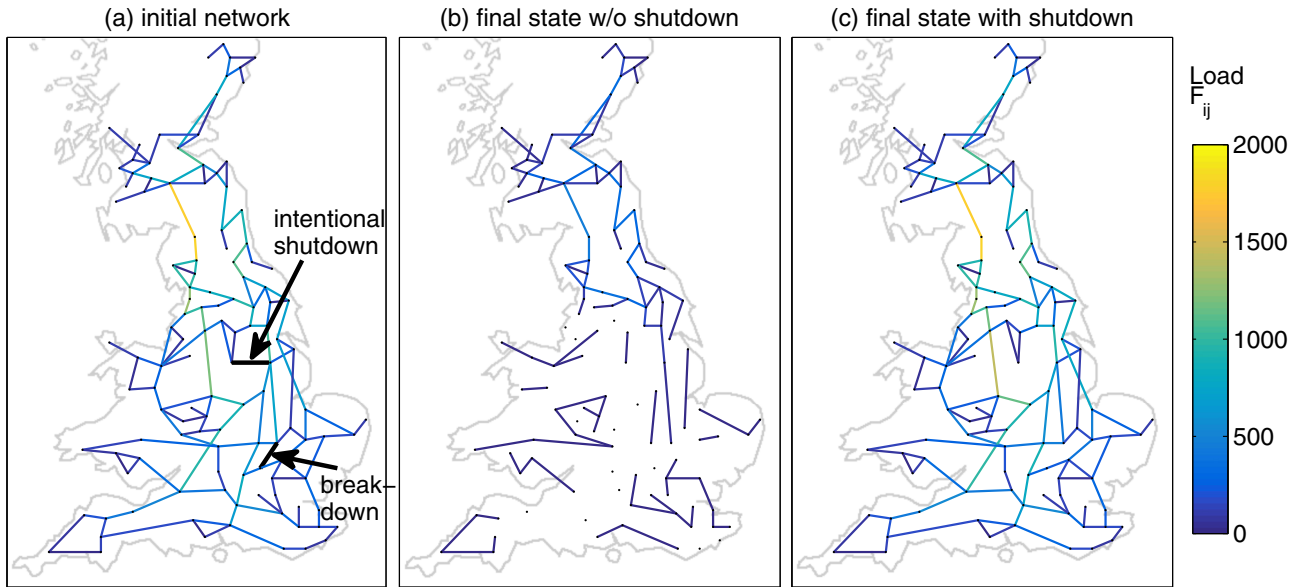 (a) initial network
(b) final state w/o shutdown
(c) final state with shutdown
intentional
shutdown
break–
down
Load
F_ij
2000
1500
1000
500
0